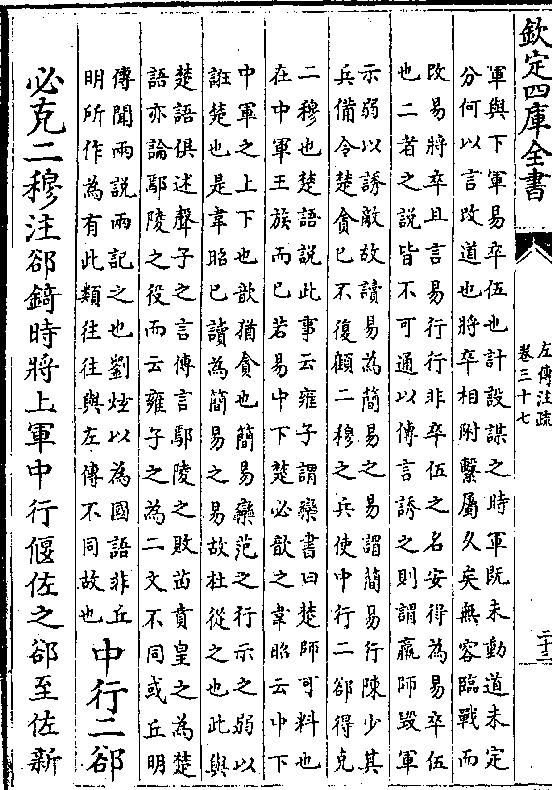 欽定四庫全書
左傳注疏
卷三十七
軍與下軍易卒伍也計設謀之時軍既未動道未定
分何以言改道也將卒相附繫屬久矣無容臨戰而
改易將卒且言易行行非卒伍之名安得為易卒伍
也二者之說皆不可通以傳言誘之則謂羸師毀軍
示弱以誘敵故讀易為簡易之易謂簡易行陳少其
兵備令楚貪已不復顧二穆之兵使中行二郤得克
二穆也楚語說此事云雍子謂欒書曰楚師可料也
在中軍王族而已若易中下楚必歆之韋昭云中下
中軍之上下也歆猶貪也簡易欒范之行示之弱以
誑楚也是韋昭已讀為簡易之易故杜從之也此與
楚語俱述聲子之言傳言鄢陵之敗苗賁皇之為楚
語亦論鄢陵之役而云雍子之為二文不同或丘明
傳聞兩說兩記之也劉炫以為國語非丘
明所作為有此類往往與左傳不同故也
中行二郤
必克二穆注郤錡時將上軍中行偃佐之郤至佐新